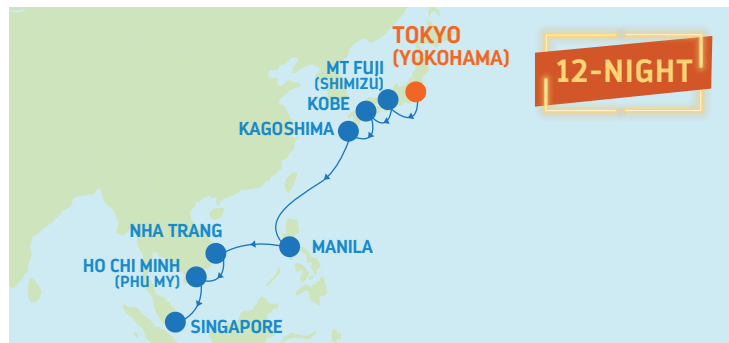 TOKYO
(YOKOHAMA)
12-NIGHT
MT FUJI
(SHIMIZU)
KOBE
KAGOSHIMA
NHA TRANG
MANILA
HO CHI MINH
(PHU MY)
SINGAPORE